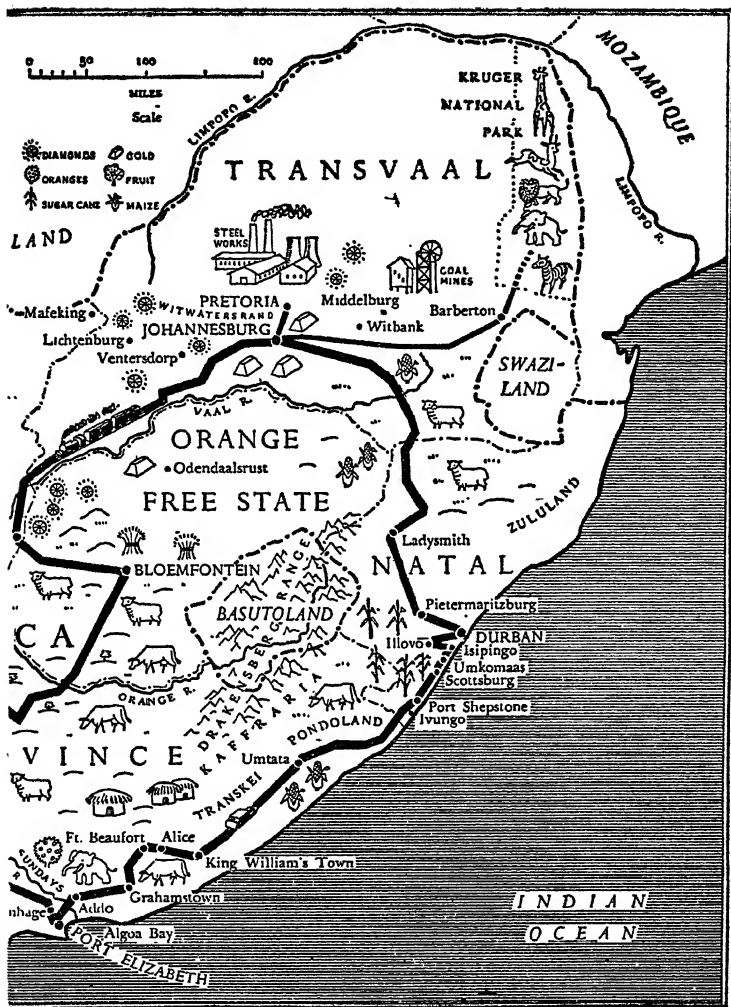 0 50 100 200
MILES
Scale
DIAMONDS GOLD
ORANGES FRUIT
SUGAR CANE MAIZE
LIMPOPO R.
MOZAMBIQUE
KRUGER
NATIONAL
PARK
TRANSVAAL
LIMPOPO R.
LAND
STEEL
WORKS
COAL
MINES
PRETORIA
Middelburg
Mafeking
WITWATERSRAND
JOHANNESBURG
Witbank
Barberton
Lichtenburg
Ventersdorp
SWAZI-
LAND
VAAL R.
ORANGE
Odendaalsrust
FREE STATE
ZULULAND
Ladysmith
BLOEMFONTEIN
NATAL
BASUTOLAND
DRAKENSBERG RANGE
Pietermaritzburg
CA
Illovo
DURBAN
Isipingo
Umkomaas
Scottsburg
ORANGE R.
KAFFRARIA
PONDOLAND
Port Shepstone
Ivungo
VINCE
Umtata
TRANSKEI
Ft. Beaufort Alice
King William's Town
SUNDAYS
R
Grahamstown
Addo
nhage
Algoa Bay
PORT ELIZABETH
INDIAN
OCEAN